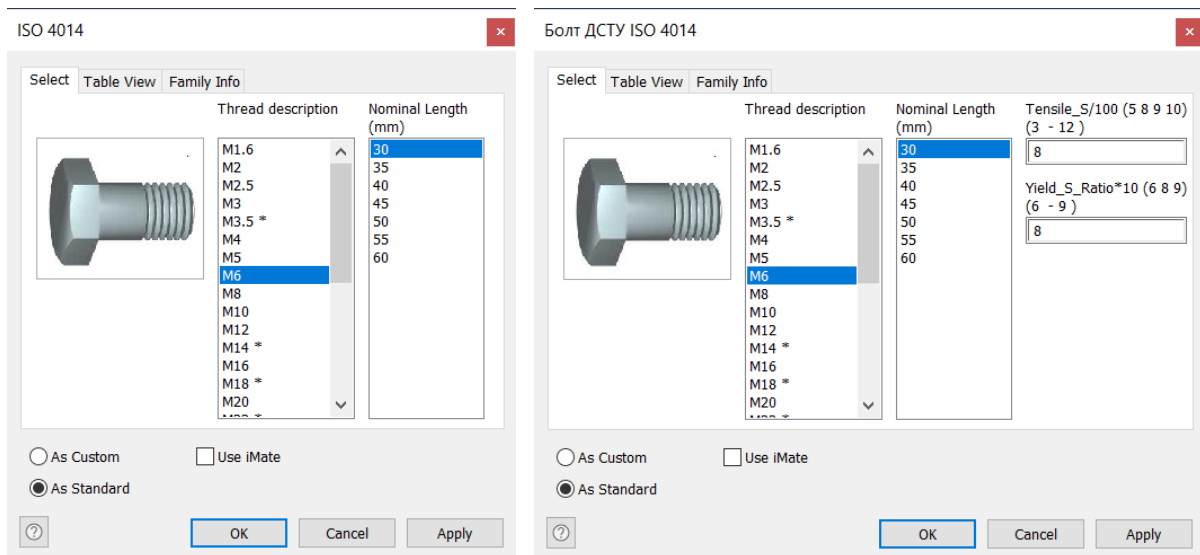 ISO 4014
Select Table View Family Info
Thread description
Nominal Length
(mm)
M1.6
M2
M2.5
M3
M3.5 *
M4
M5
M6
M8
M10
M12
M14 *
M16
M18 *
M20
30
35
40
45
50
55
60
As Custom
Use iMate
As Standard
?
OK Cancel Apply
Болт ДСТУ ISO 4014
Select Table View Family Info
Thread description
Nominal Length
(mm)
Tensile_S/100 (5 8 9 10)
(3 - 12 )
8
Yield_S_Ratio*10 (6 8 9)
(6 - 9 )
8
M1.6
M2
M2.5
M3
M3.5 *
M4
M5
M6
M8
M10
M12
M14 *
M16
M18 *
M20
30
35
40
45
50
55
60
As Custom
Use iMate
As Standard
?
OK Cancel Apply